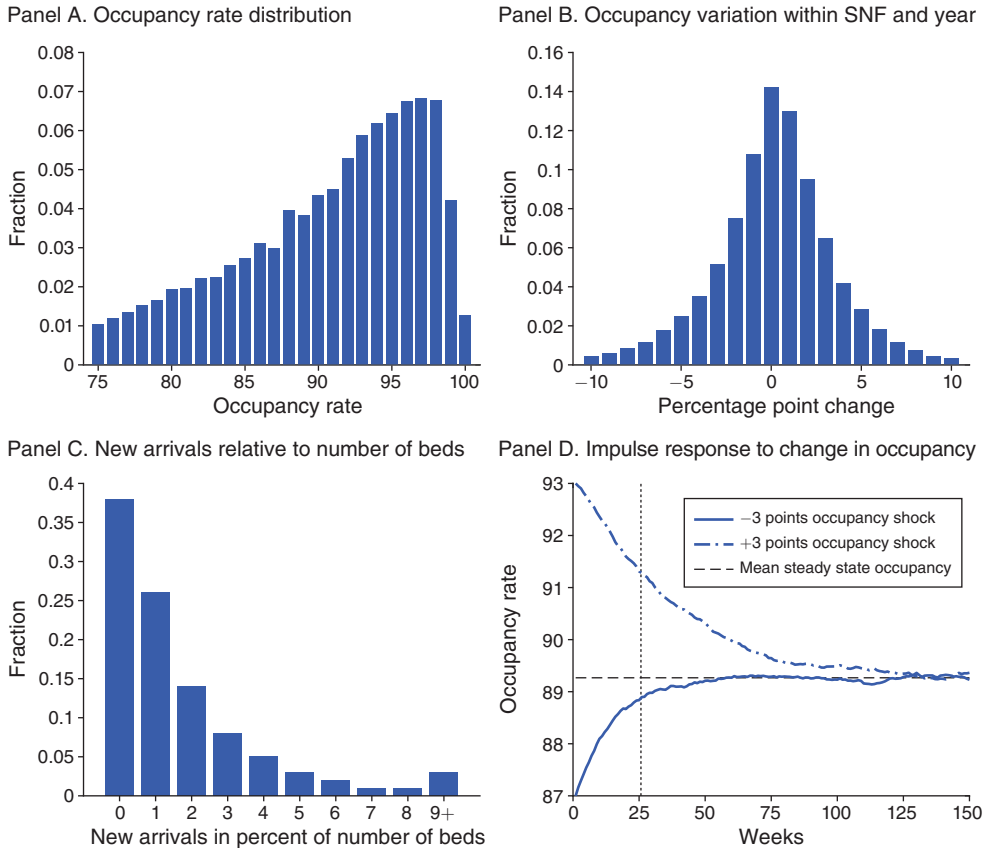 Panel A. Occupancy rate distribution
0.08
0.07
0.06
0.05
0.04
0.03
0.02
0.01
0
Fraction
75 80 85 90 95 100
Occupancy rate
Panel B. Occupancy variation within SNF and year
0.16
0.14
0.12
0.1
0.08
0.06
0.04
0.02
0
Fraction
−10 −5 0 5 10
Percentage point change
Panel C. New arrivals relative to number of beds
0.4
0.35
0.3
0.25
0.2
0.15
0.1
0.05
0
Fraction
0 1 2 3 4 5 6 7 8 9+
New arrivals in percent of number of beds
Panel D. Impulse response to change in occupancy
93
92
91
90
89
88
87
Occupancy rate
−3 points occupancy shock
+3 points occupancy shock
Mean steady state occupancy
0 25 50 75 100 125 150
Weeks